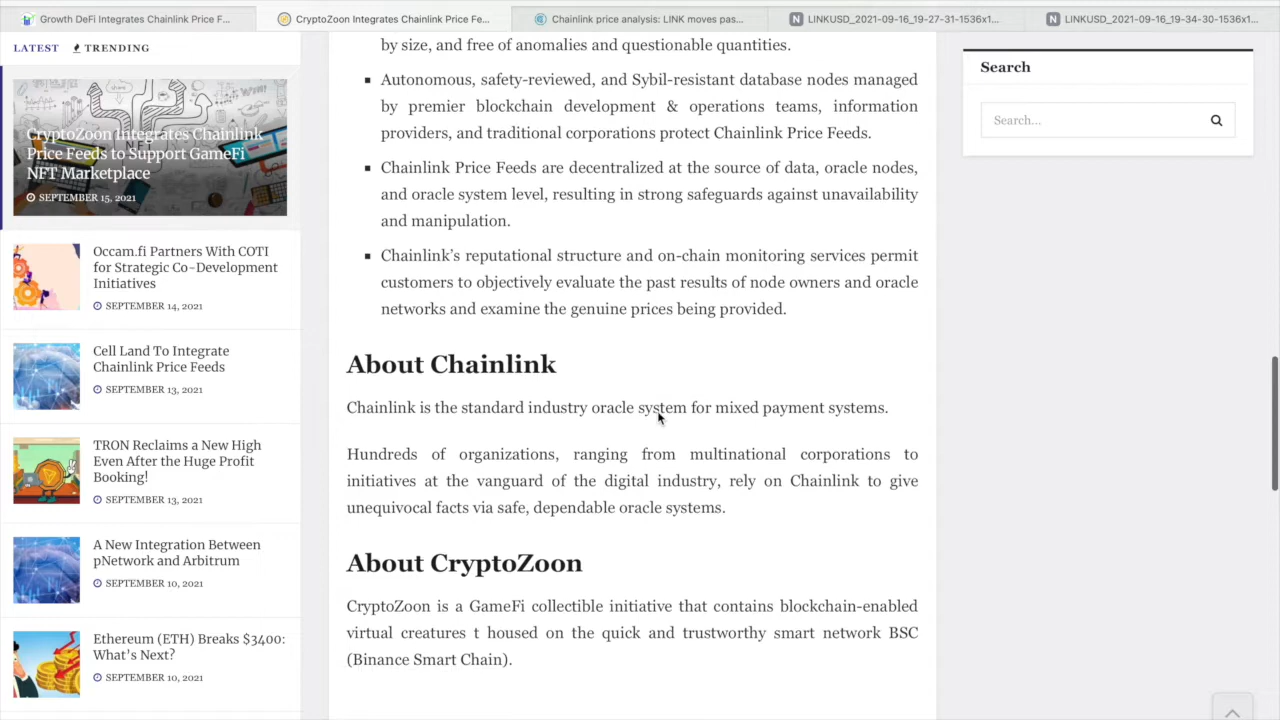 Growth DeFi Integrates Chainlink Price F...
CryptoZoon Integrates Chainlink Price Fe...
Chainlink price analysis: LINK moves pas...
N LINKUSD_2021-09-16_19-27-31-1536x1...
N LINKUSD_2021-09-16_19-34-30-1536x1...
LATEST TRENDING
CryptoZoon Integrates Chainlink
Price Feeds to Support GameFi
NFT Marketplace
SEPTEMBER 15, 2021
Occam.fi Partners With COTI
for Strategic Co-Development
Initiatives
SEPTEMBER 14, 2021
Cell Land To Integrate
Chainlink Price Feeds
SEPTEMBER 13, 2021
TRON Reclaims a New High
Even After the Huge Profit
Booking!
SEPTEMBER 13, 2021
A New Integration Between
pNetwork and Arbitrum
SEPTEMBER 10, 2021
Ethereum (ETH) Breaks $3400:
What's Next?
SEPTEMBER 10, 2021
by size, and free of anomalies and questionable quantities.
Autonomous, safety-reviewed, and Sybil-resistant database nodes managed
by premier blockchain development & operations teams, information
providers, and traditional corporations protect Chainlink Price Feeds.
Chainlink Price Feeds are decentralized at the source of data, oracle nodes,
and oracle system level, resulting in strong safeguards against unavailability
and manipulation.
Chainlink's reputational structure and on-chain monitoring services permit
customers to objectively evaluate the past results of node owners and oracle
networks and examine the genuine prices being provided.
About Chainlink
Chainlink is the standard industry oracle system for mixed payment systems.
Hundreds of organizations, ranging from multinational corporations to
initiatives at the vanguard of the digital industry, rely on Chainlink to give
unequivocal facts via safe, dependable oracle systems.
About CryptoZoon
CryptoZoon is a GameFi collectible initiative that contains blockchain-enabled
virtual creatures t housed on the quick and trustworthy smart network BSC
(Binance Smart Chain).
Search
Search...